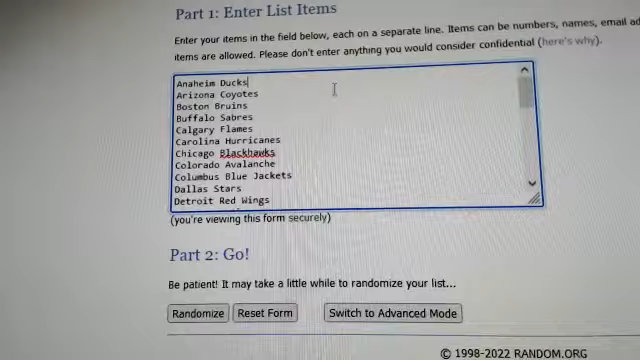 Part 1: Enter List Items
Enter your items in the field below, each on a separate line. Items can be numbers, names, email ad
items are allowed. Please don't enter anything you would consider confidential (here's why).
Anaheim Ducks
Arizona Coyotes
Boston Bruins
Buffalo Sabres
Calgary Flames
Carolina Hurricanes
Chicago Blackhawks
Colorado Avalanche
Columbus Blue Jackets
Dallas Stars
Detroit Red Wings
(you're viewing this form securely)
Part 2: Go!
Be patient! It may take a little while to randomize your list...
Randomize Reset Form Switch to Advanced Mode
© 1998-2022 RANDOM.ORG